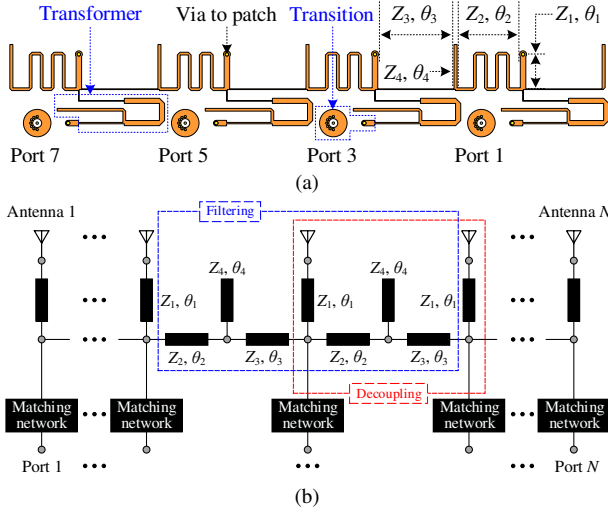 Transformer Via to patch Transition Z3, θ3 Z2, θ2 Z1, θ1
Z4, θ4
Port 7 Port 5 Port 3 Port 1
(a)
Antenna 1 Filtering Antenna N
Z4, θ4 Z4, θ4
Z1, θ1 Z1, θ1 Z1, θ1
Z2, θ2 Z3, θ3 Z2, θ2 Z3, θ3
Decoupling
Matching network Matching network Matching network Matching network Matching network
Port 1 Port N
(b)